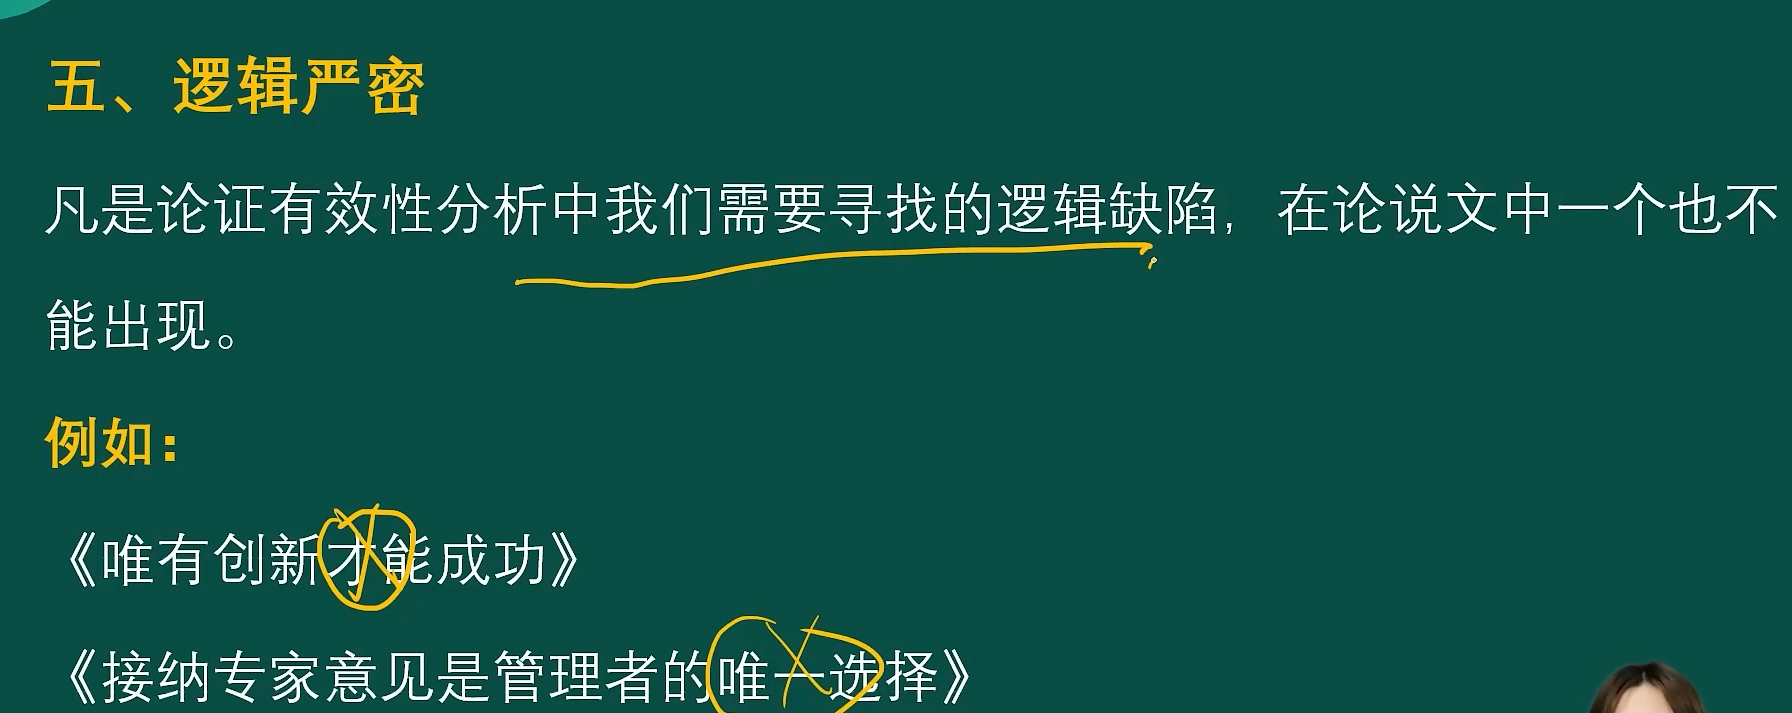 五、逻辑严密
凡是论证有效性分析中我们需要寻找的逻辑缺陷，在论说文中一个也不
能出现。
例如：
《唯有创新才能成功》
《接纳专家意见是管理者的唯一选择》